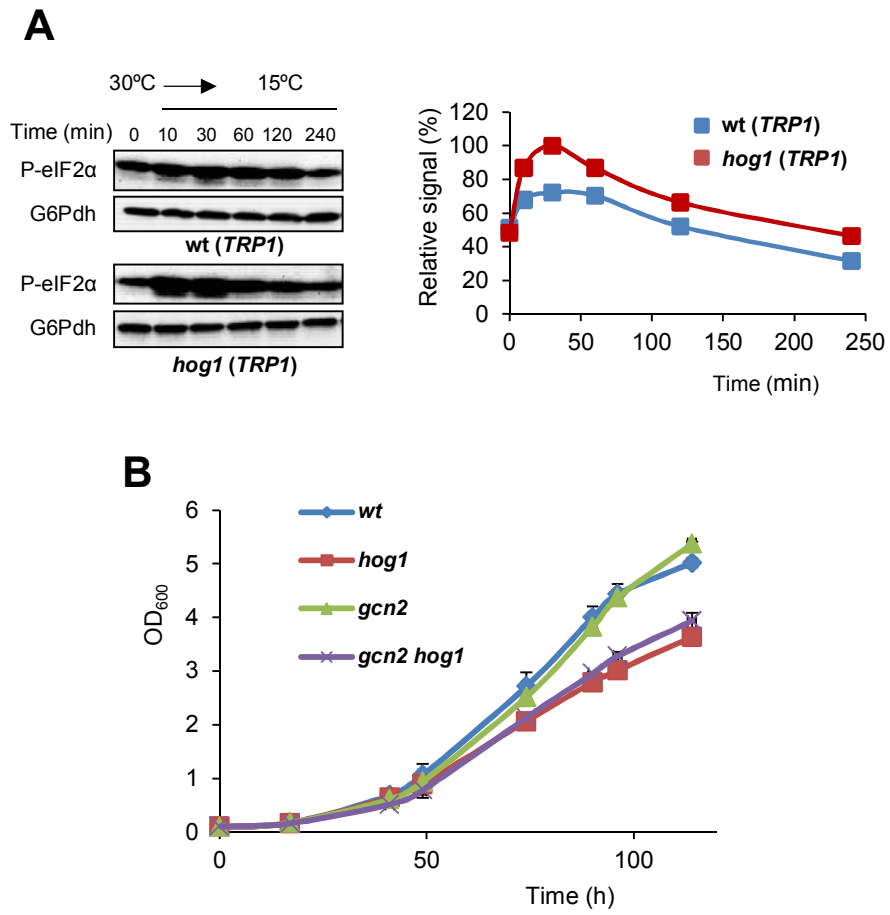 A
30ºC 15ºC
Time (min) 0 10 30 60 120 240
P-eIF2α
G6Pdh
wt (TRP1)
P-eIF2α
G6Pdh
hog1 (TRP1)
Relative signal (%)
120
100
80
60
40
20
0
0 50 100 150 200 250
Time (min)
wt (TRP1)
hog1 (TRP1)
B
OD600
6
5
4
3
2
1
0
0 50 100
Time (h)
wt
hog1
gcn2
gcn2 hog1